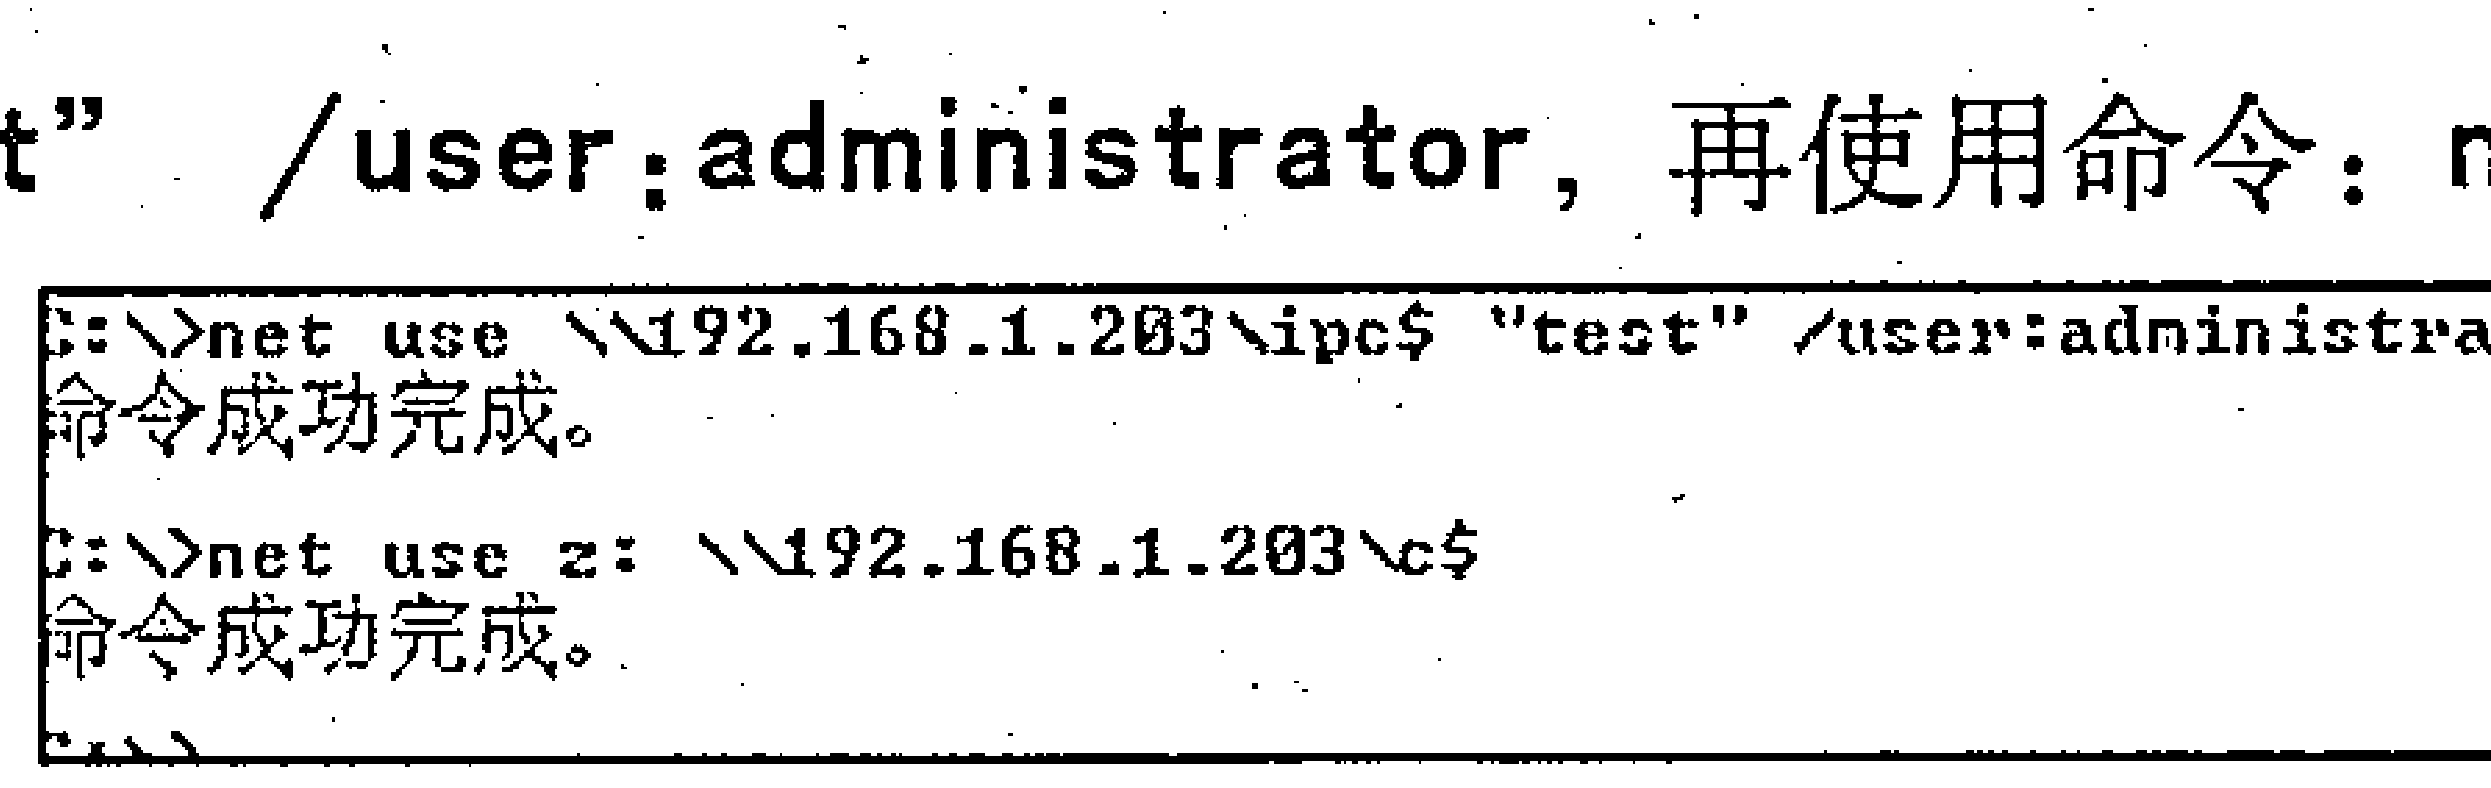 t” /user:administrator, 再使用命令: n
C:\>net use \\192.168.1.203\ipc$ "test" /user:administra
命令成功完成。
C:\>net use z: \\192.168.1.203\c$
命令成功完成。
C:\>